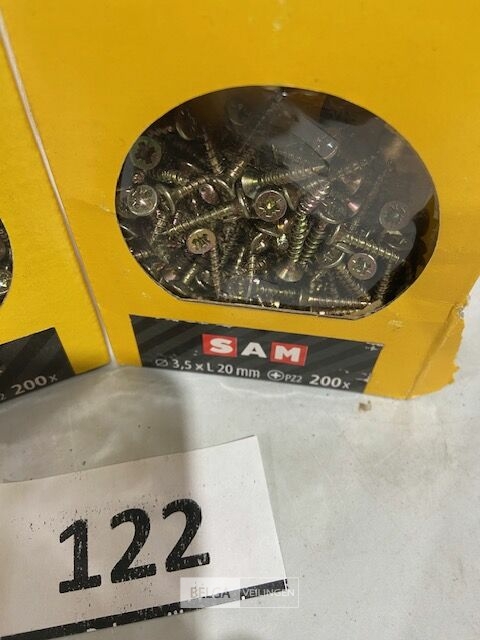 SAM
Ø 3,5 x L 20 mm PZ2 200x
2 200x
122
BELGA VEILINGEN